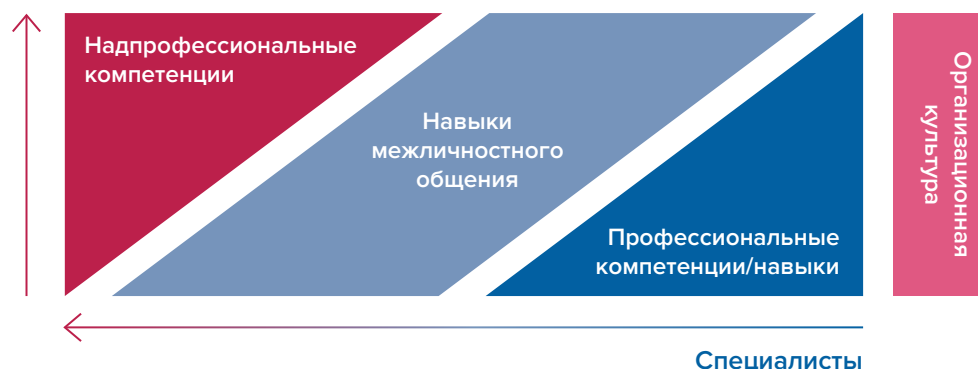 Надпрофессиональные
компетенции
Навыки
межличностного
общения
Профессиональные
компетенции/навыки
Организационная
культура
Специалисты